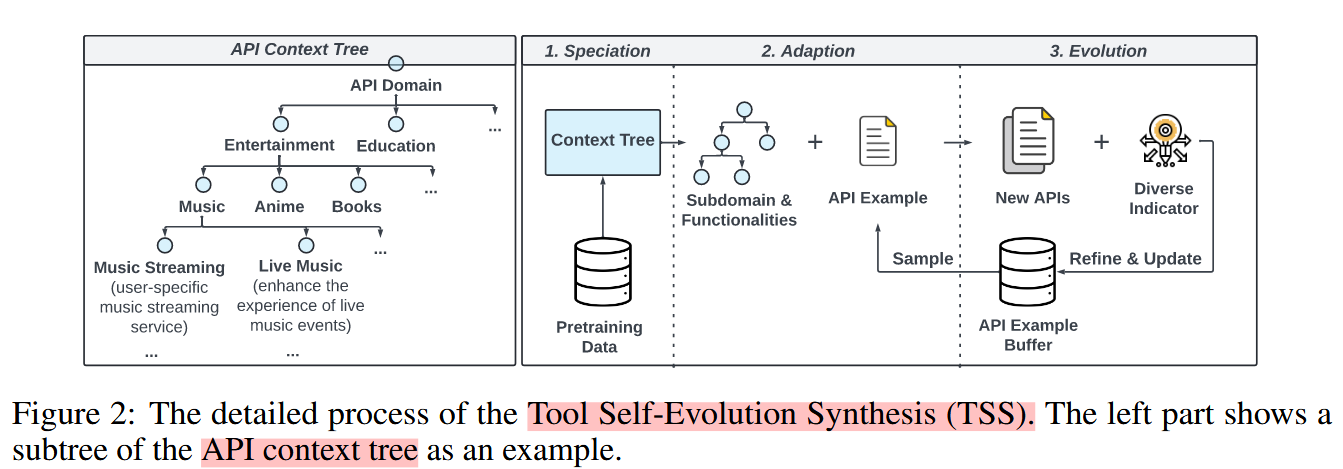 API Context Tree
API Domain
...
Entertainment
Education
...
Music
Anime
Books
...
Music Streaming
(user-specific
music streaming
service)
...
Live Music
(enhance the
experience of live
music events)
...
1. Speciation
2. Adaption
3. Evolution
Context Tree
Pretraining
Data
Subdomain &
Functionalities
+
API Example
New APIs
+
Diverse
Indicator
Sample
Refine & Update
API Example
Buffer
Figure 2: The detailed process of the Tool Self-Evolution Synthesis (TSS). The left part shows a
subtree of the API context tree as an example.